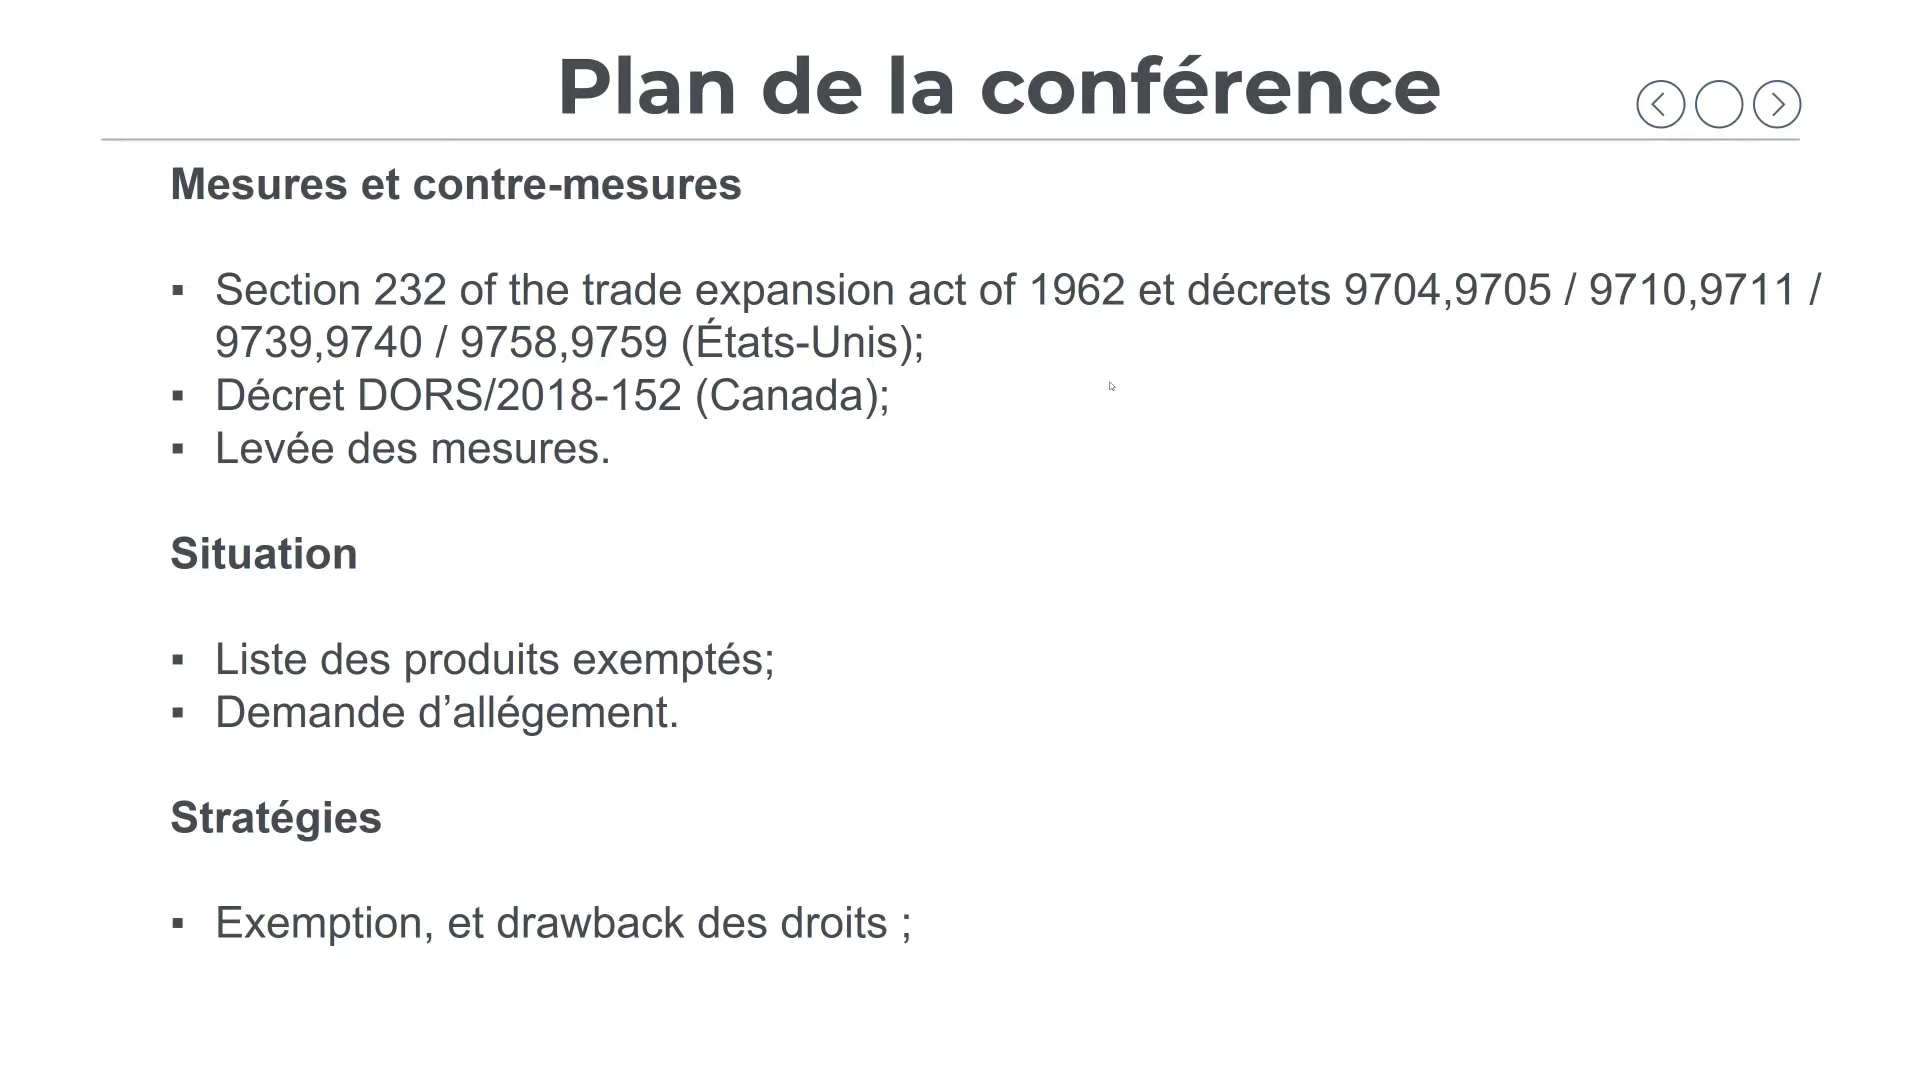 Plan de la conférence
Mesures et contre-mesures
▪ Section 232 of the trade expansion act of 1962 et décrets 9704,9705 / 9710,9711 /
9739,9740 / 9758,9759 (États-Unis);
▪ Décret DORS/2018-152 (Canada);
▪ Levée des mesures.
Situation
▪ Liste des produits exemptés;
▪ Demande d’allégement.
Stratégies
▪ Exemption, et drawback des droits ;